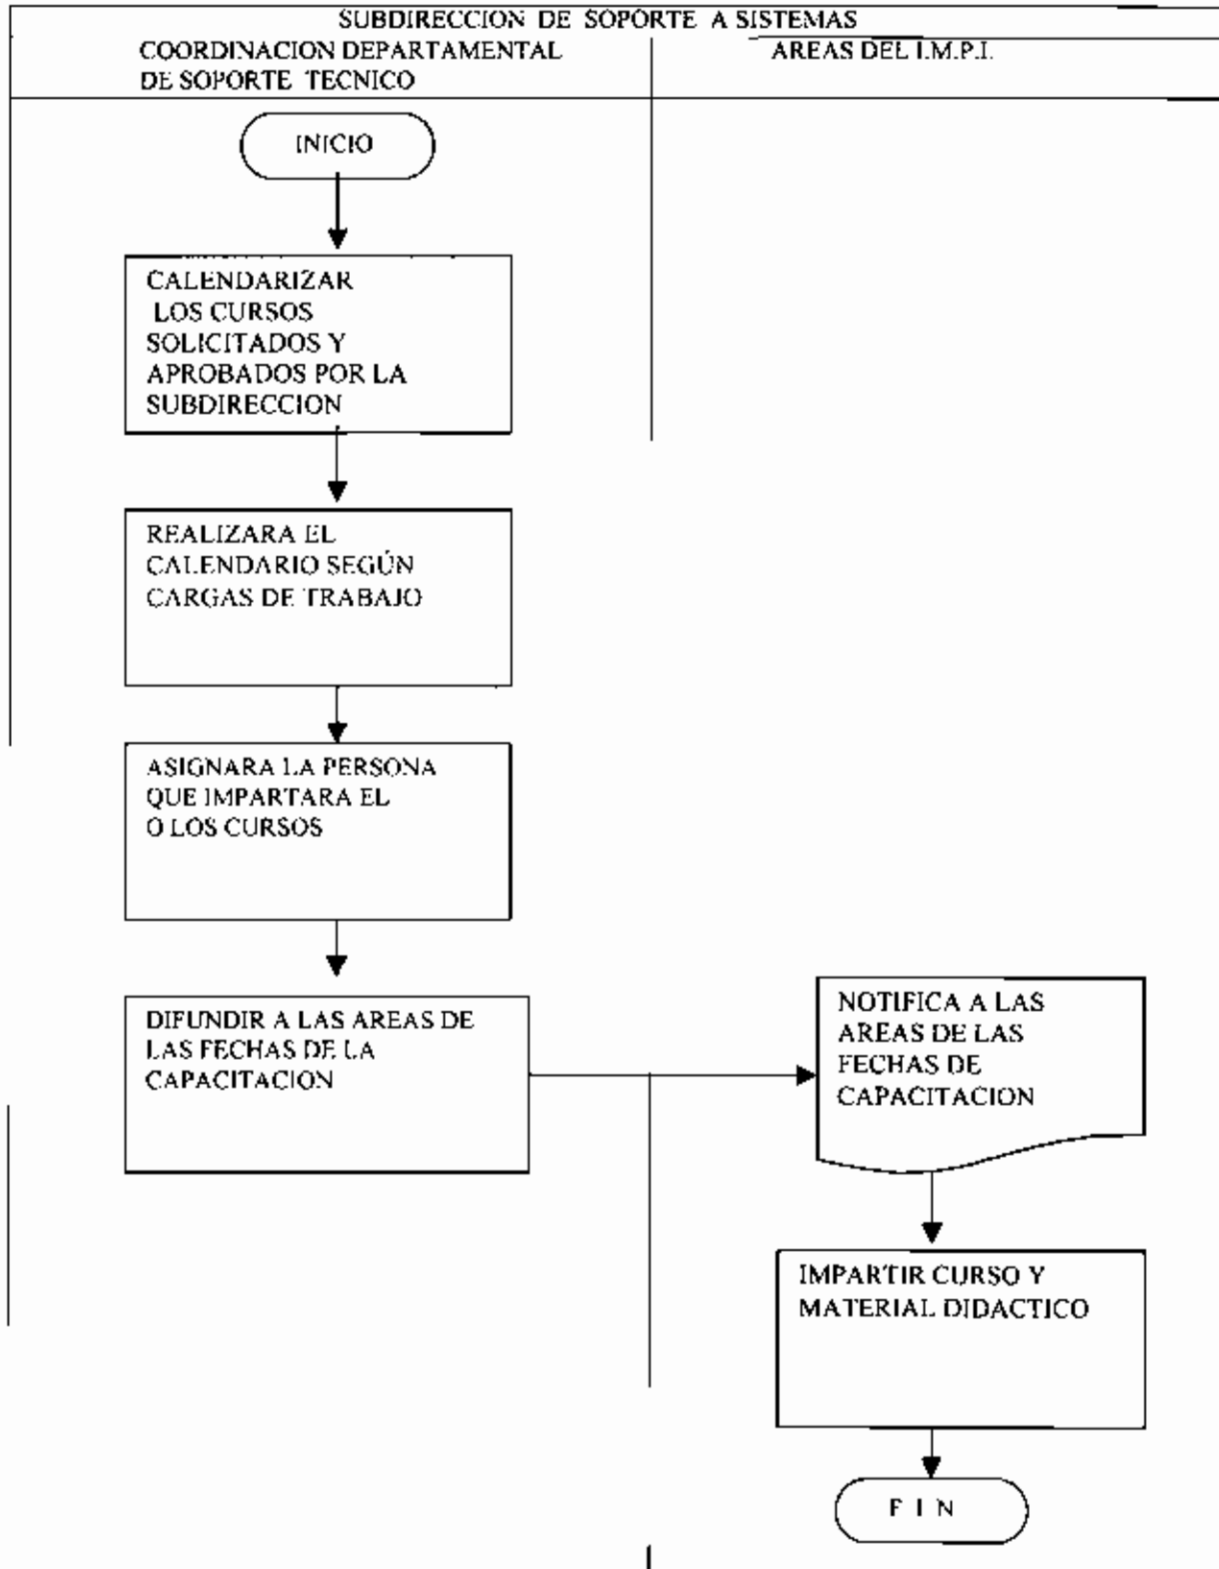 SUBDIRECCION DE SOPORTE A SISTEMAS
COORDINACION DEPARTAMENTAL
DE SOPORTE TECNICO
AREAS DEL I.M.P.I.
INICIO
CALENDARIZAR
LOS CURSOS
SOLICITADOS Y
APROBADOS POR LA
SUBDIRECCION
REALIZARA EL
CALENDARIO SEGÚN
CARGAS DE TRABAJO
ASIGNARA LA PERSONA
QUE IMPARTARA EL
O LOS CURSOS
DIFUNDIR A LAS AREAS DE
LAS FECHAS DE LA
CAPACITACION
NOTIFICA A LAS
AREAS DE LAS
FECHAS DE
CAPACITACION
IMPARTIR CURSO Y
MATERIAL DIDACTICO
F I N